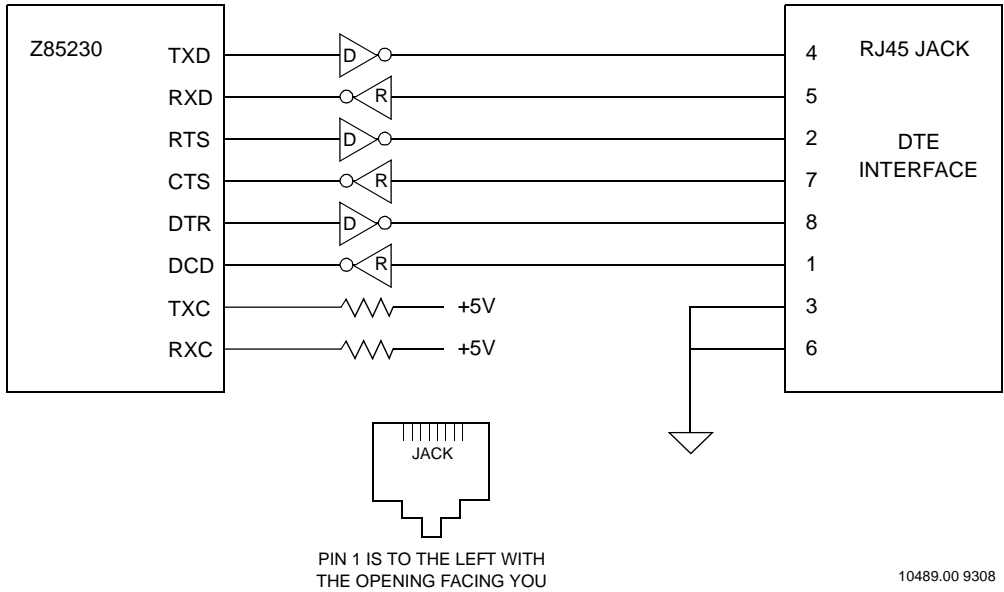 Z85230
RJ45 JACK
TXD D 4
RXD R 5
RTS D 2
DTE
INTERFACE
CTS R 7
DTR D 8
DCD R 1
TXC +5V 3
RXC +5V 6
JACK
PIN 1 IS TO THE LEFT WITH
THE OPENING FACING YOU
10489.00 9308